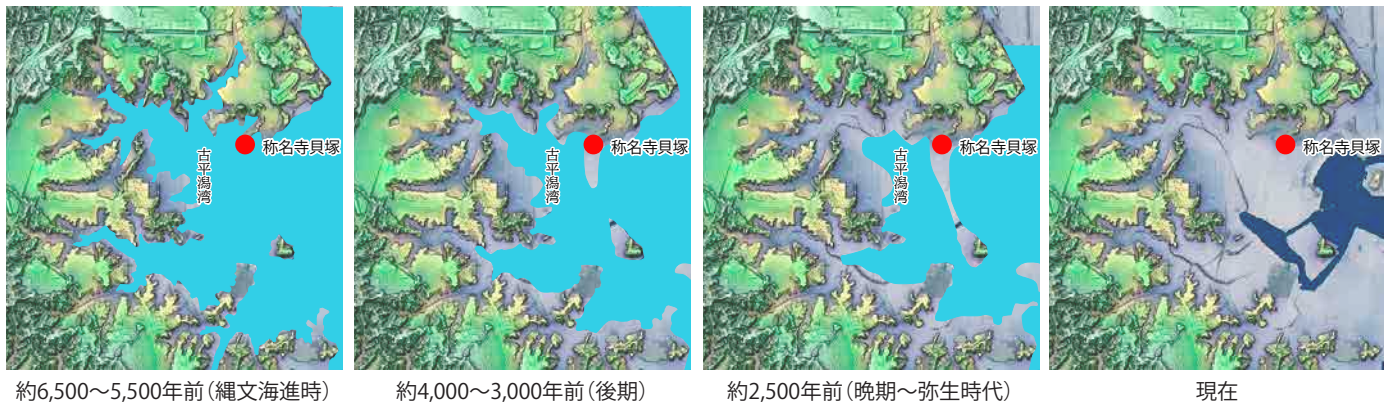 称名寺貝塚
古平潟湾
約6,500～5,500年前（縄文海進時）
称名寺貝塚
古平潟湾
約4,000～3,000年前（後期）
称名寺貝塚
古平潟湾
約2,500年前（晩期～弥生時代）
称名寺貝塚
現在